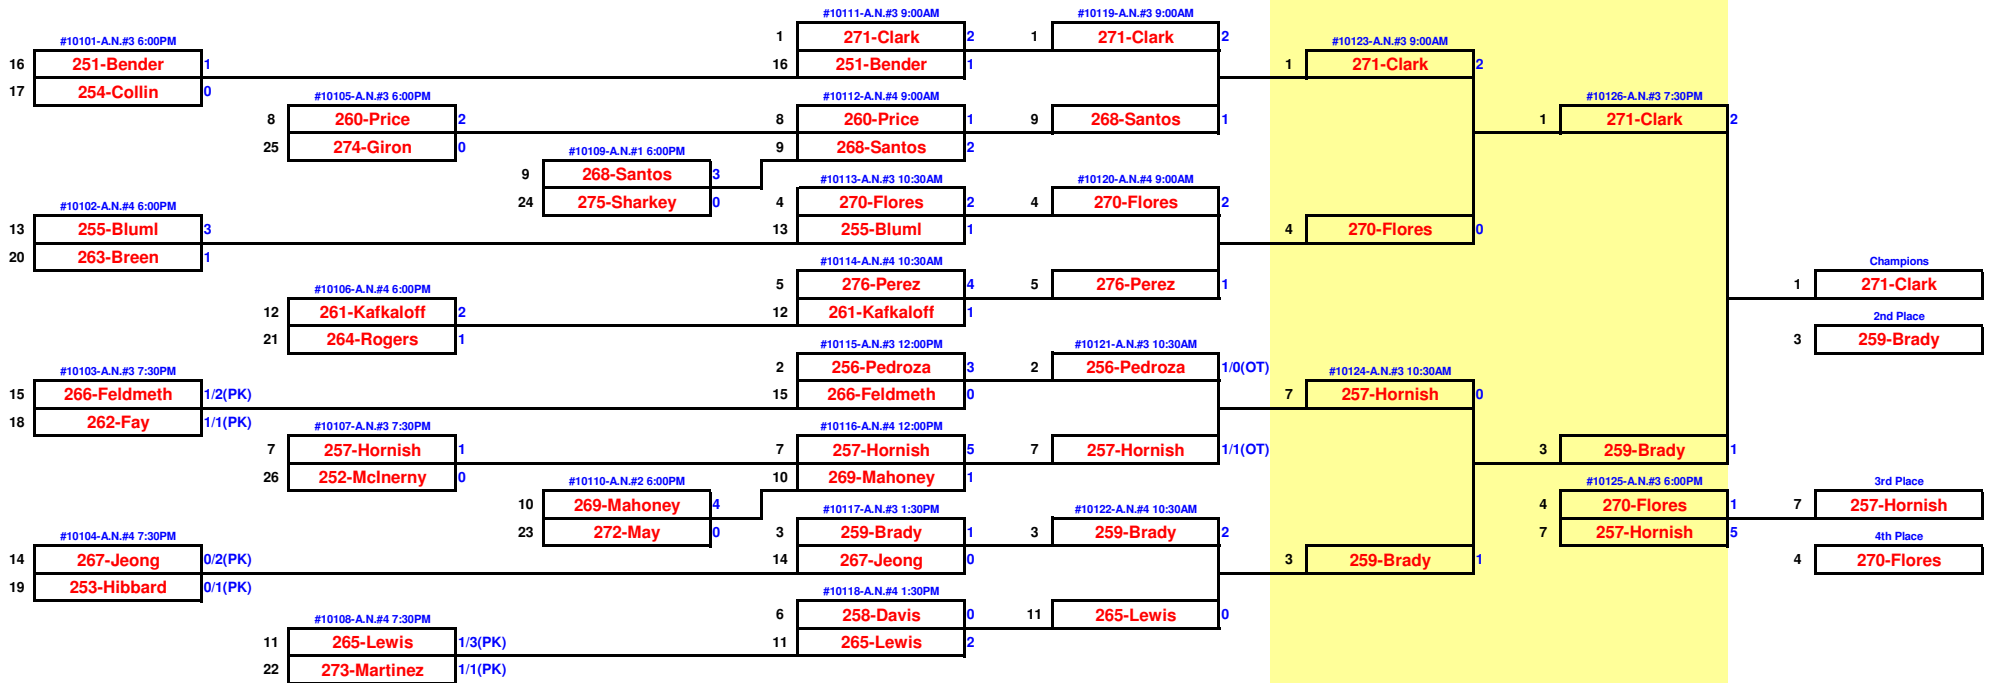 #10101-A.N.#3 6:00PM
16 251-Bender 1
17 254-Collin 0
#10102-A.N.#4 6:00PM
13 255-Bluml 3
20 263-Breen 1
#10103-A.N.#3 7:30PM
15 266-Feldmeth 1/2(PK)
18 262-Fay 1/1(PK)
#10104-A.N.#4 7:30PM
14 267-Jeong 0/2(PK)
19 253-Hibbard 0/1(PK)
#10105-A.N.#3 6:00PM
8 260-Price 2
25 274-Giron 0
#10106-A.N.#4 6:00PM
12 261-Kafkaloff 2
21 264-Rogers 1
#10107-A.N.#3 7:30PM
7 257-Hornish 1
26 252-McInerny 0
#10108-A.N.#4 7:30PM
11 265-Lewis 1/3(PK)
22 273-Martinez 1/1(PK)
#10109-A.N.#1 6:00PM
9 268-Santos 3
24 275-Sharkey 0
#10110-A.N.#2 6:00PM
10 269-Mahoney 4
23 272-May 0
#10111-A.N.#3 9:00AM
1 271-Clark 2
16 251-Bender 1
#10112-A.N.#4 9:00AM
8 260-Price 1
9 268-Santos 2
#10113-A.N.#3 10:30AM
4 270-Flores 2
13 255-Bluml 1
#10114-A.N.#4 10:30AM
5 276-Perez 4
12 261-Kafkaloff 1
#10115-A.N.#3 12:00PM
2 256-Pedroza 3
15 266-Feldmeth 0
#10116-A.N.#4 12:00PM
7 257-Hornish 5
10 269-Mahoney 1
#10117-A.N.#3 1:30PM
3 259-Brady 1
14 267-Jeong 0
#10118-A.N.#4 1:30PM
6 258-Davis 0
11 265-Lewis 2
#10119-A.N.#3 9:00AM
1 271-Clark 2
9 268-Santos 1
#10120-A.N.#4 9:00AM
4 270-Flores 2
5 276-Perez 1
#10121-A.N.#3 10:30AM
2 256-Pedroza 1/0(OT)
7 257-Hornish 1/1(OT)
#10122-A.N.#4 10:30AM
3 259-Brady 2
11 265-Lewis 0
#10123-A.N.#3 9:00AM
1 271-Clark 2
4 270-Flores 0
#10124-A.N.#3 10:30AM
7 257-Hornish 0
3 259-Brady 1
#10126-A.N.#3 7:30PM
1 271-Clark 2
3 259-Brady 1
#10125-A.N.#3 6:00PM
4 270-Flores 1
7 257-Hornish 5
Champions
1 271-Clark
2nd Place
3 259-Brady
3rd Place
7 257-Hornish
4th Place
4 270-Flores